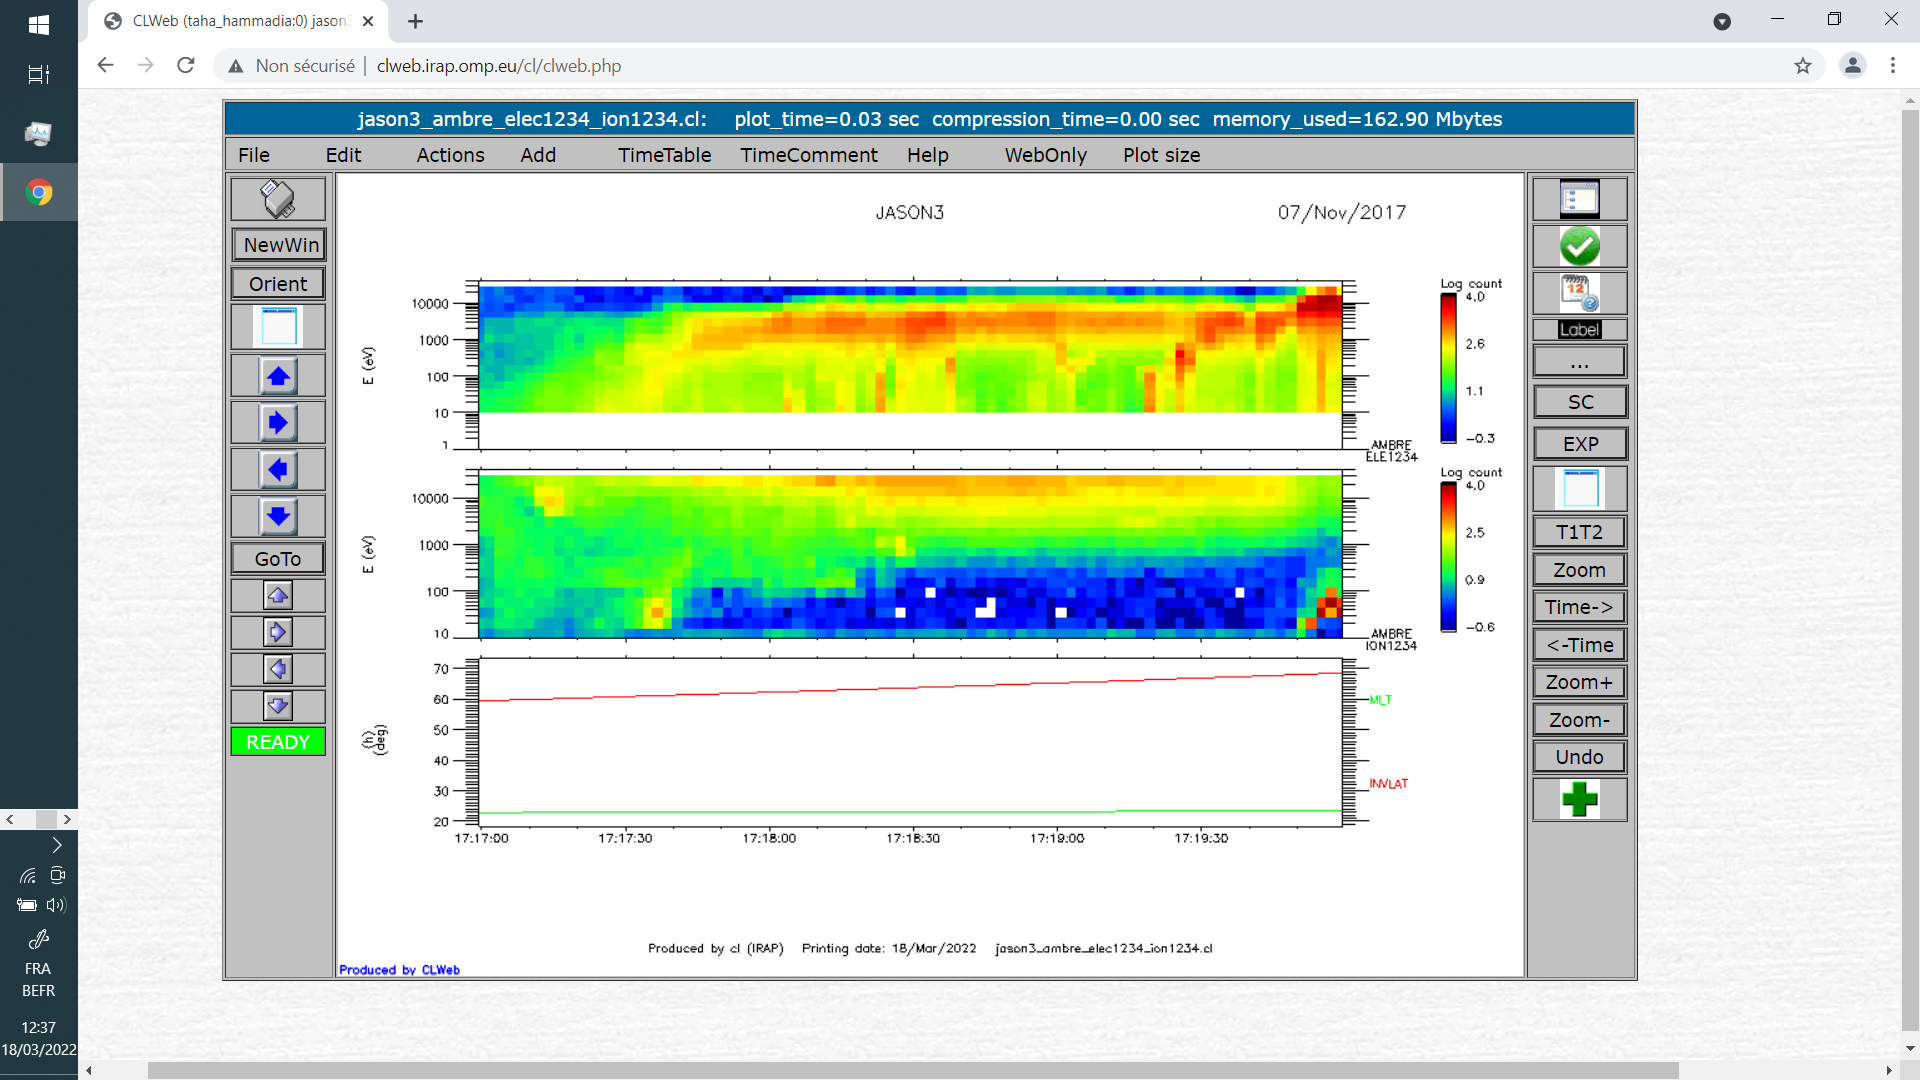 CLWeb (taha_hammadia:0) jason3
Non sécurisé | clweb.irap.omp.eu/cl/clweb.php
jason3_ambre_elec1234_ion1234.cl: plot_time=0.03 sec compression_time=0.00 sec memory_used=162.90 Mbytes
File Edit Actions Add TimeTable TimeComment Help WebOnly Plot size
NewWin
Orient
GoTo
READY
JASON3 07/Nov/2017
10000
1000
100
10
1
E (eV)
Log count
4.0
2.6
1.1
-0.3
AMBRE
ELE1234
10000
1000
100
10
E (eV)
Log count
4.0
2.5
0.9
-0.6
AMBRE
ION1234
70
60
50
40
30
20
(h)
(deg)
MLT
INVLAT
17:17:00 17:17:30 17:18:00 17:18:30 17:19:00 17:19:30
Produced by cl (IRAP) Printing date: 18/Mar/2022 jason3_ambre_elec1234_ion1234.cl
Produced by CLWeb
12
Label
...
SC
EXP
T1T2
Zoom
Time->
<-Time
Zoom+
Zoom-
Undo
FRA
BEFR
12:37
18/03/2022